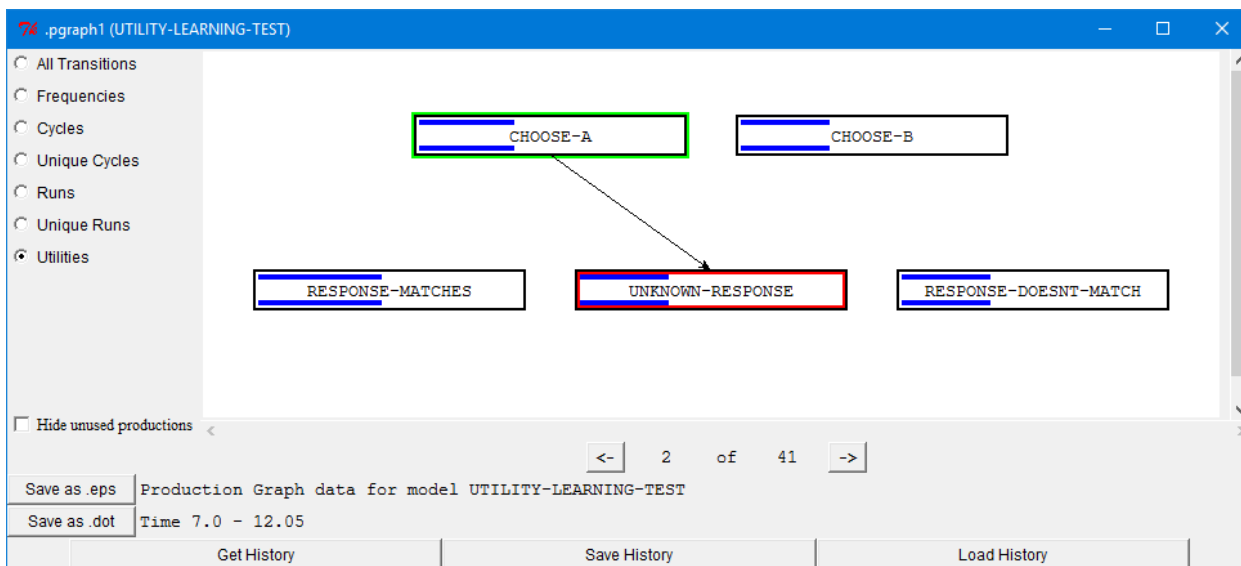 .pgraph1 (UTILITY-LEARNING-TEST)
All Transitions
Frequencies
Cycles
Unique Cycles
Runs
Unique Runs
Utilities
CHOOSE-A
CHOOSE-B
RESPONSE-MATCHES
UNKNOWN-RESPONSE
RESPONSE-DOESNT-MATCH
Hide unused productions
<- 2 of 41 ->
Save as .eps Production Graph data for model UTILITY-LEARNING-TEST
Save as .dot Time 7.0 - 12.05
Get History Save History Load History